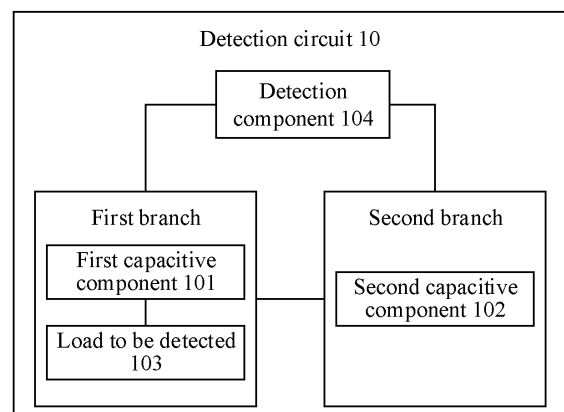 Detection circuit 10
Detection
component 104
First branch
First capacitive
component 101
Load to be detected
103
Second branch
Second capacitive
component 102